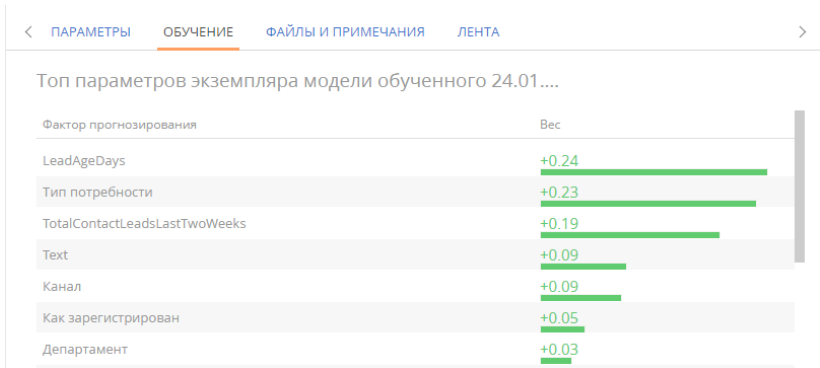 ПАРАМЕТРЫ ОБУЧЕНИЕ ФАЙЛЫ И ПРИМЕЧАНИЯ ЛЕНТА
Топ параметров экземпляра модели обученного 24.01....
Фактор прогнозирования Вес
LeadAgeDays +0.24
Тип потребности +0.23
TotalContactLeadsLastTwoWeeks +0.19
Text +0.09
Канал +0.09
Как зарегистрирован +0.05
Департамент +0.03